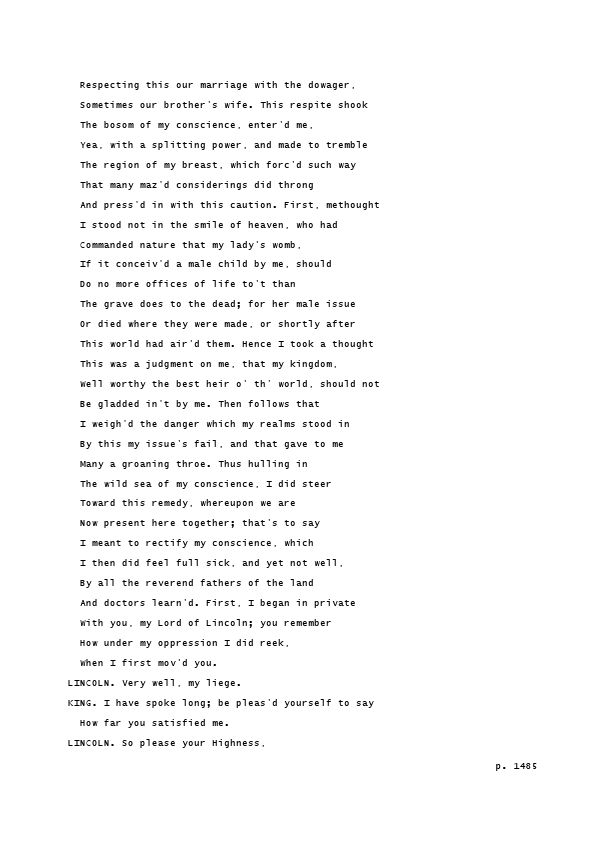 Respecting this our marriage with the dowager,
Sometimes our brother's wife. This respite shook
The bosom of my conscience, enter'd me,
Yea, with a splitting power, and made to tremble
The region of my breast, which forc'd such way
That many maz'd considerings did throng
And press'd in with this caution. First, methought
I stood not in the smile of heaven, who had
Commanded nature that my lady's womb,
If it conceiv'd a male child by me, should
Do no more offices of life to't than
The grave does to the dead; for her male issue
Or died where they were made, or shortly after
This world had air'd them. Hence I took a thought
This was a judgment on me, that my kingdom,
Well worthy the best heir o' th' world, should not
Be gladded in't by me. Then follows that
I weigh'd the danger which my realms stood in
By this my issue's fail, and that gave to me
Many a groaning throe. Thus hulling in
The wild sea of my conscience, I did steer
Toward this remedy, whereupon we are
Now present here together; that's to say
I meant to rectify my conscience, which
I then did feel full sick, and yet not well,
By all the reverend fathers of the land
And doctors learn'd. First, I began in private
With you, my Lord of Lincoln; you remember
How under my oppression I did reek,
When I first mov'd you.
LINCOLN. Very well, my liege.
KING. I have spoke long; be pleas'd yourself to say
How far you satisfied me.
LINCOLN. So please your Highness,
p. 1485